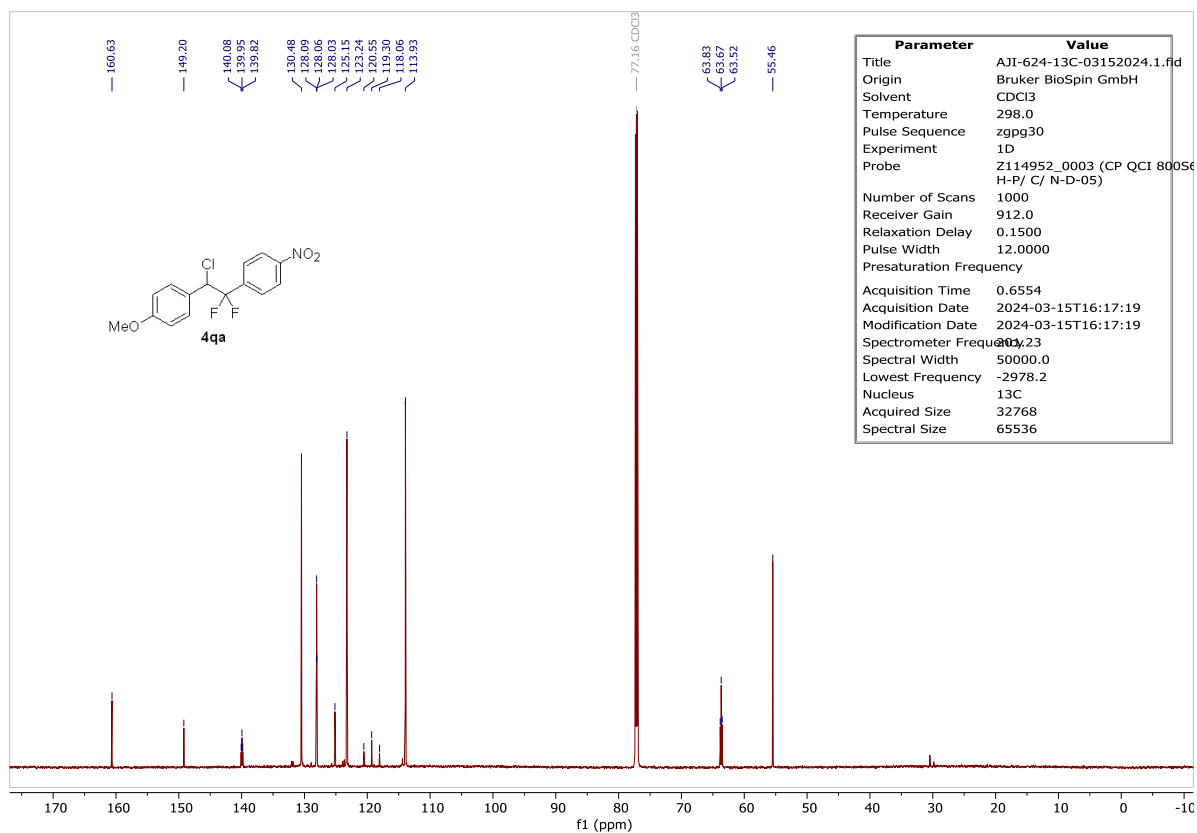 160.63
149.20
140.08
139.95
139.82
130.48
128.09
128.06
128.03
125.15
123.24
120.55
119.30
118.06
113.93
77.16 CDCl3
63.83
63.67
63.52
55.46
Parameter Value
Title AJI-624-13C-03152024.1.fid
Origin Bruker BioSpin GmbH
Solvent CDCl3
Temperature 298.0
Pulse Sequence zgpg30
Experiment 1D
Probe Z114952_0003 (CP QCI 800S6
H-P/ C/ N-D-05)
Number of Scans 1000
Receiver Gain 912.0
Relaxation Delay 0.1500
Pulse Width 12.0000
Presaturation Frequency
Acquisition Time 0.6554
Acquisition Date 2024-03-15T16:17:19
Modification Date 2024-03-15T16:17:19
Spectrometer Frequency 201.23
Spectral Width 50000.0
Lowest Frequency -2978.2
Nucleus 13C
Acquired Size 32768
Spectral Size 65536
NO2
Cl
F F
MeO
4qa
170 160 150 140 130 120 110 100 90 80 70 60 50 40 30 20 10 0 -10
f1 (ppm)